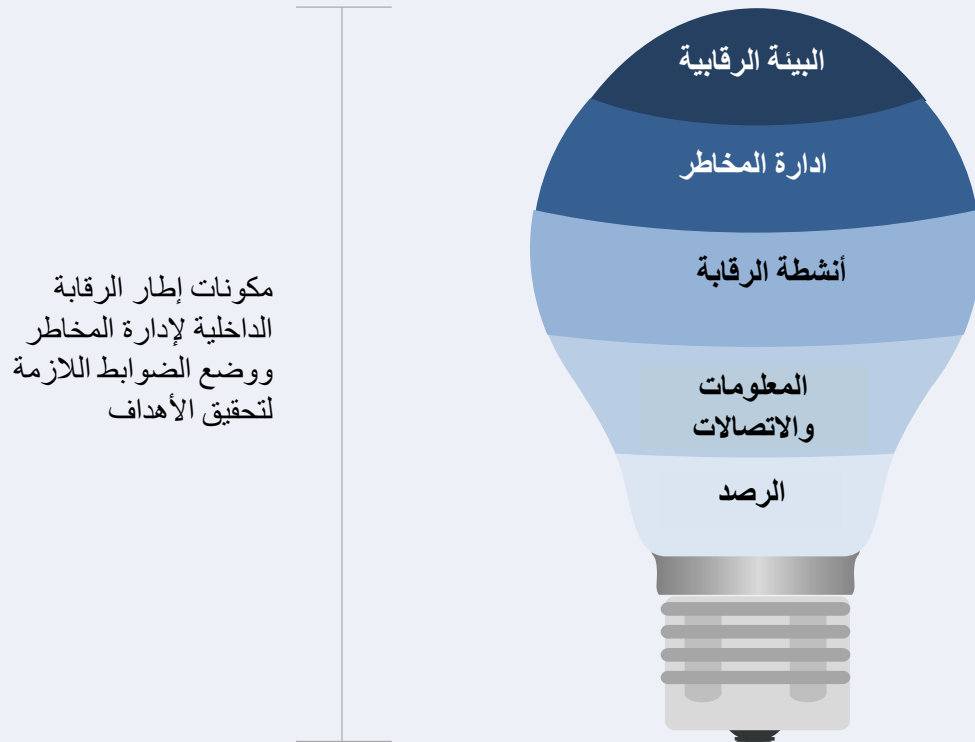 البيئة الرقابية
ادارة المخاطر
أنشطة الرقابة
المعلومات
والاتصالات
الرصد
مكونات إطار الرقابة
الداخلية لإدارة المخاطر
ووضع الضوابط اللازمة
لتحقيق الأهداف